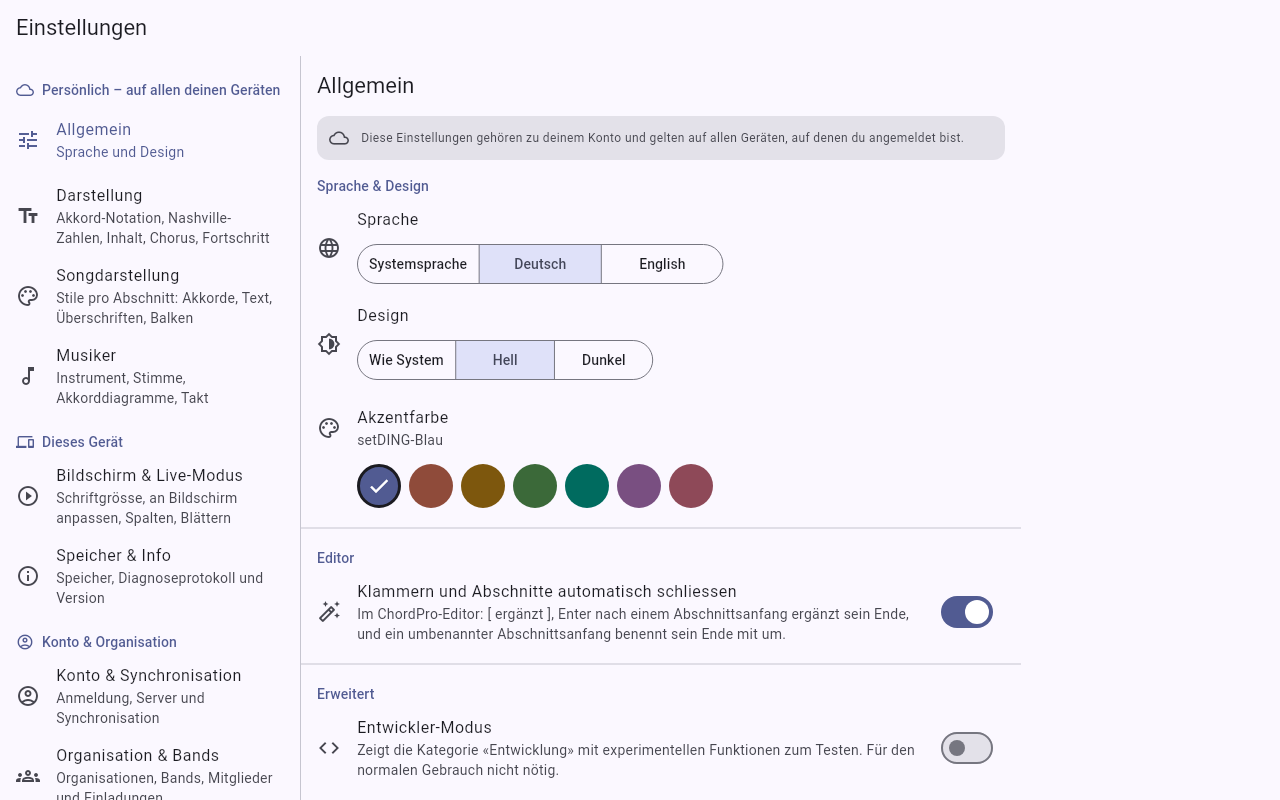 Einstellungen
Persönlich – auf allen deinen Geräten
Allgemein
Sprache und Design
Darstellung
Akkord-Notation, Nashville-
Zahlen, Inhalt, Chorus, Fortschritt
Songdarstellung
Stile pro Abschnitt: Akkorde, Text,
Überschriften, Balken
Musiker
Instrument, Stimme,
Akkorddiagramme, Takt
Dieses Gerät
Bildschirm & Live-Modus
Schriftgrösse, an Bildschirm
anpassen, Spalten, Blättern
Speicher & Info
Speicher, Diagnoseprotokoll und
Version
Konto & Organisation
Konto & Synchronisation
Anmeldung, Server und
Synchronisation
Organisation & Bands
Organisationen, Bands, Mitglieder
und Einladungen
Allgemein
Diese Einstellungen gehören zu deinem Konto und gelten auf allen Geräten, auf denen du angemeldet bist.
Sprache & Design
Sprache
Systemsprache Deutsch English
Design
Wie System Hell Dunkel
Akzentfarbe
setDING-Blau
Editor
Klammern und Abschnitte automatisch schliessen
Im ChordPro-Editor: [ ergänzt ], Enter nach einem Abschnittsanfang ergänzt sein Ende,
und ein umbenannter Abschnittsanfang benennt sein Ende mit um.
Erweitert
Entwickler-Modus
Zeigt die Kategorie «Entwicklung» mit experimentellen Funktionen zum Testen. Für den
normalen Gebrauch nicht nötig.